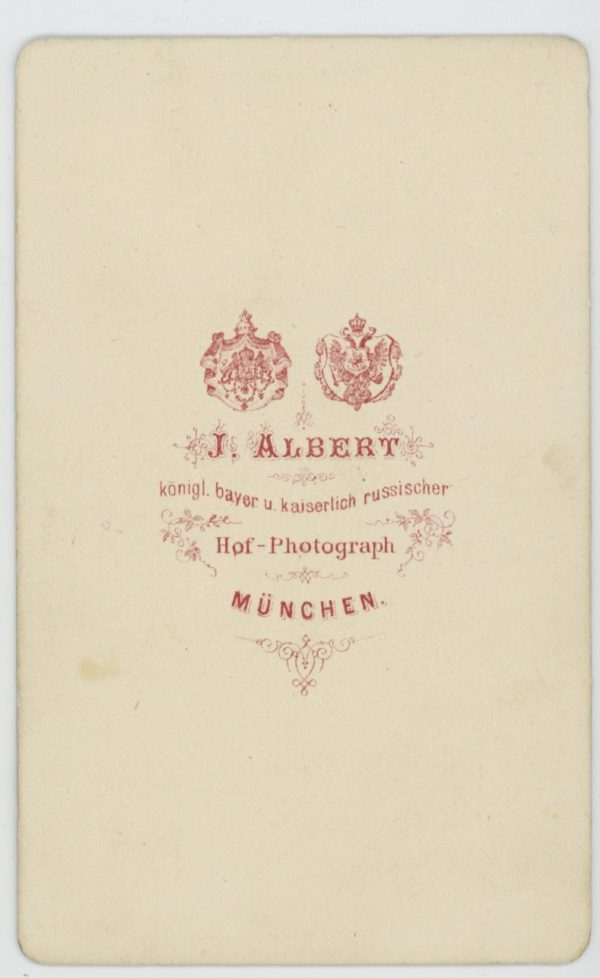 J. ALBERT
königl. bayer u. kaiserlich russischer
Hof-Photograph
MÜNCHEN.